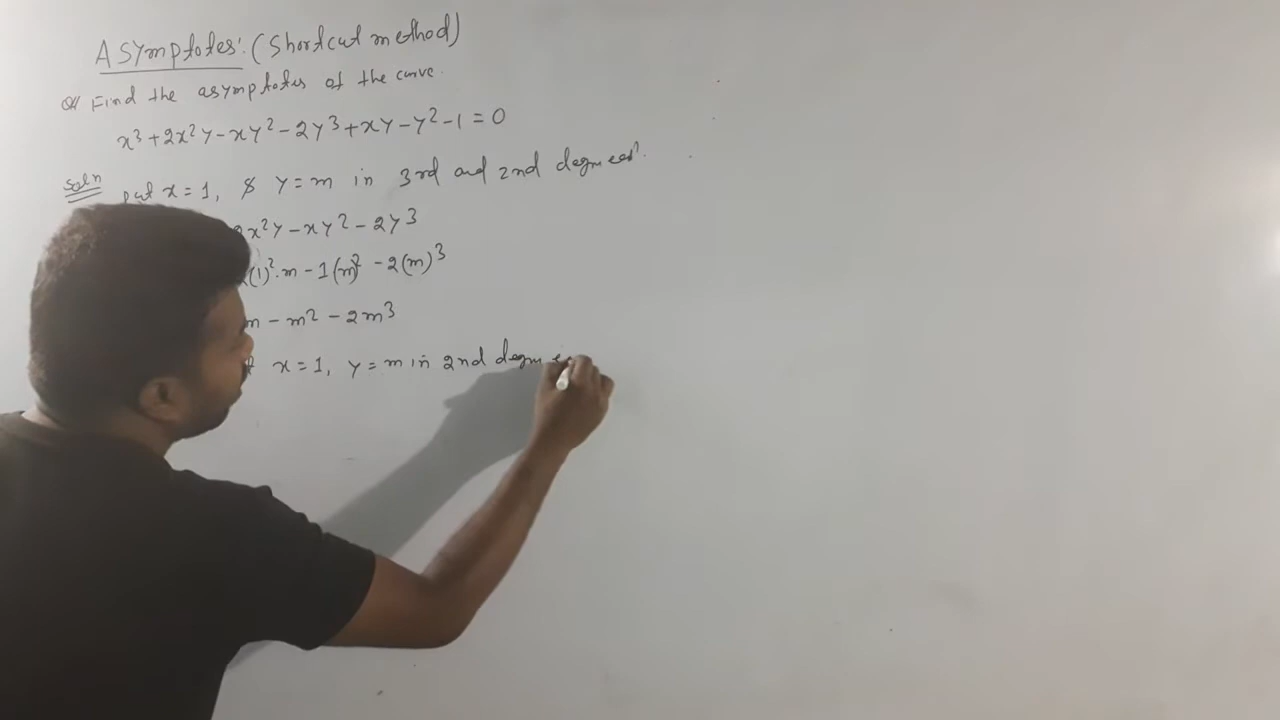 Asymptotes: (Shortcut method)
Q// Find the asymptotes of the curve.
x³ + 2x²y - xy² - 2y³ + xy - y² - 1 = 0
Soln
put x = 1, & y = m in 3rd and 2nd degrees.
2x²y - xy² - 2y³
(1)².m - 1(m)² - 2(m)³
m - m² - 2m³
x = 1, y = m in 2nd degree